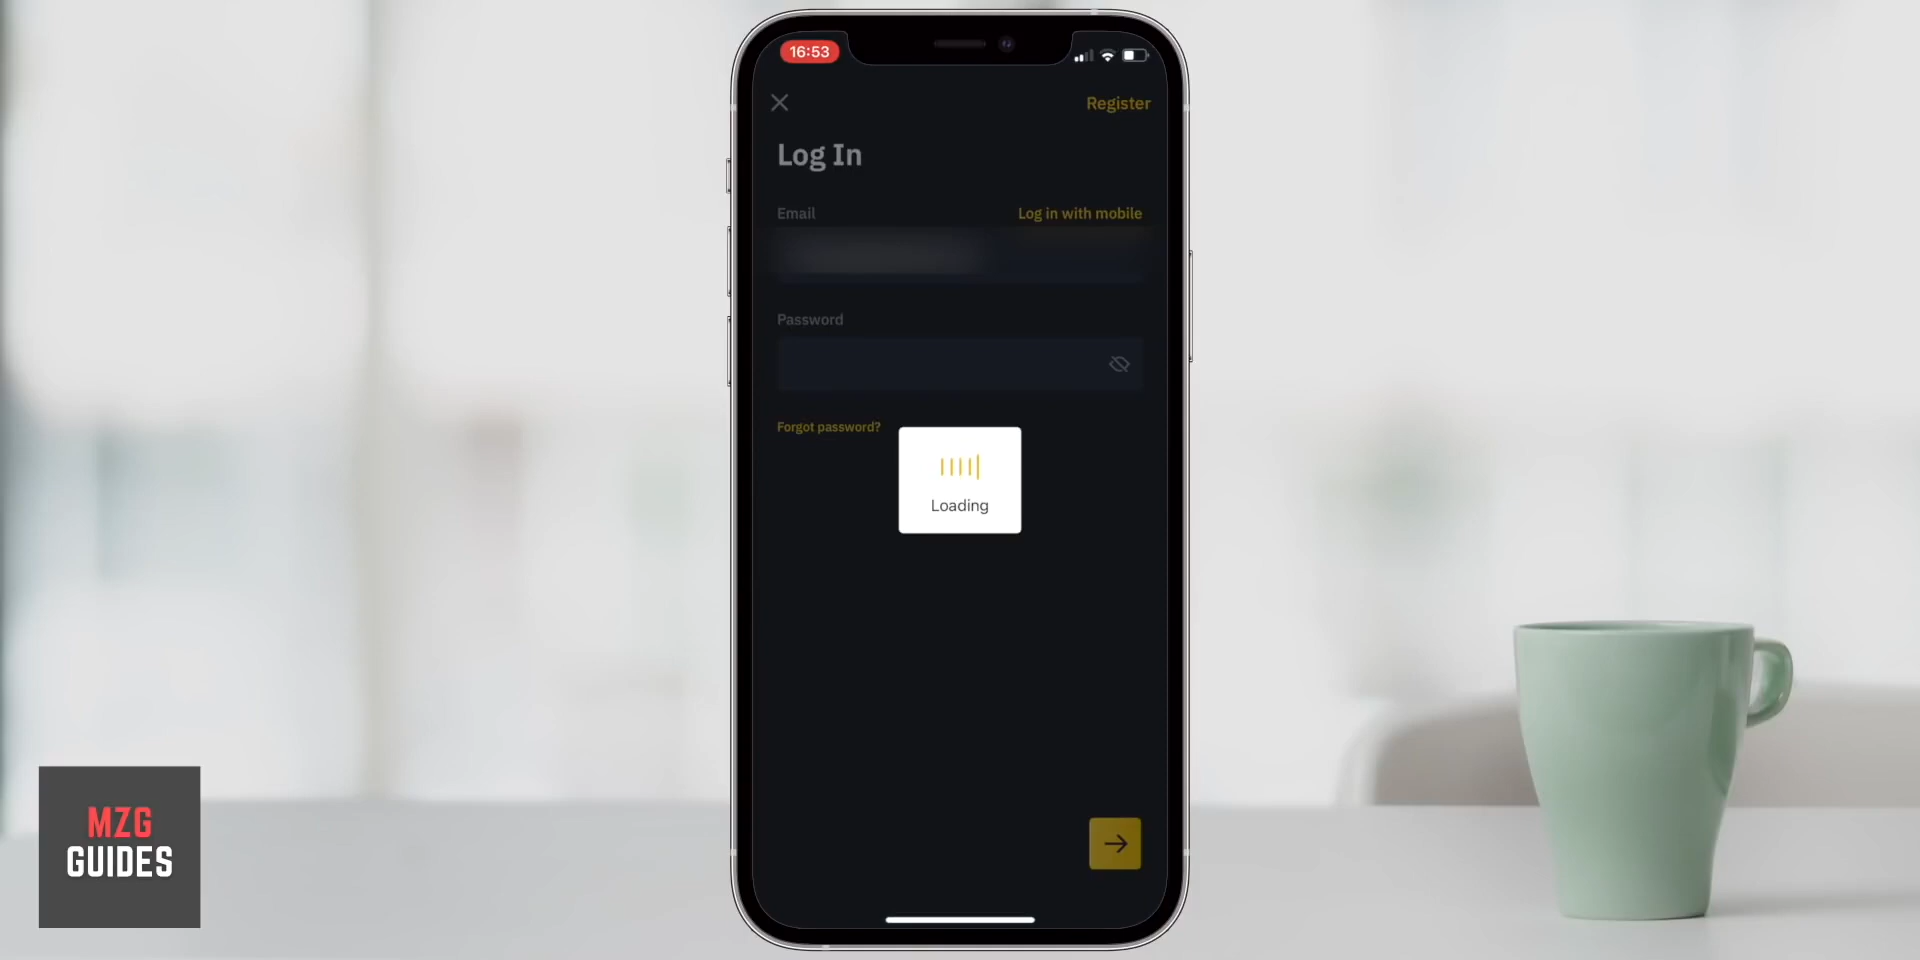 16:53
Register
Log In
Email
Log in with mobile
Password
Forgot password?
Loading
MZG
GUIDES